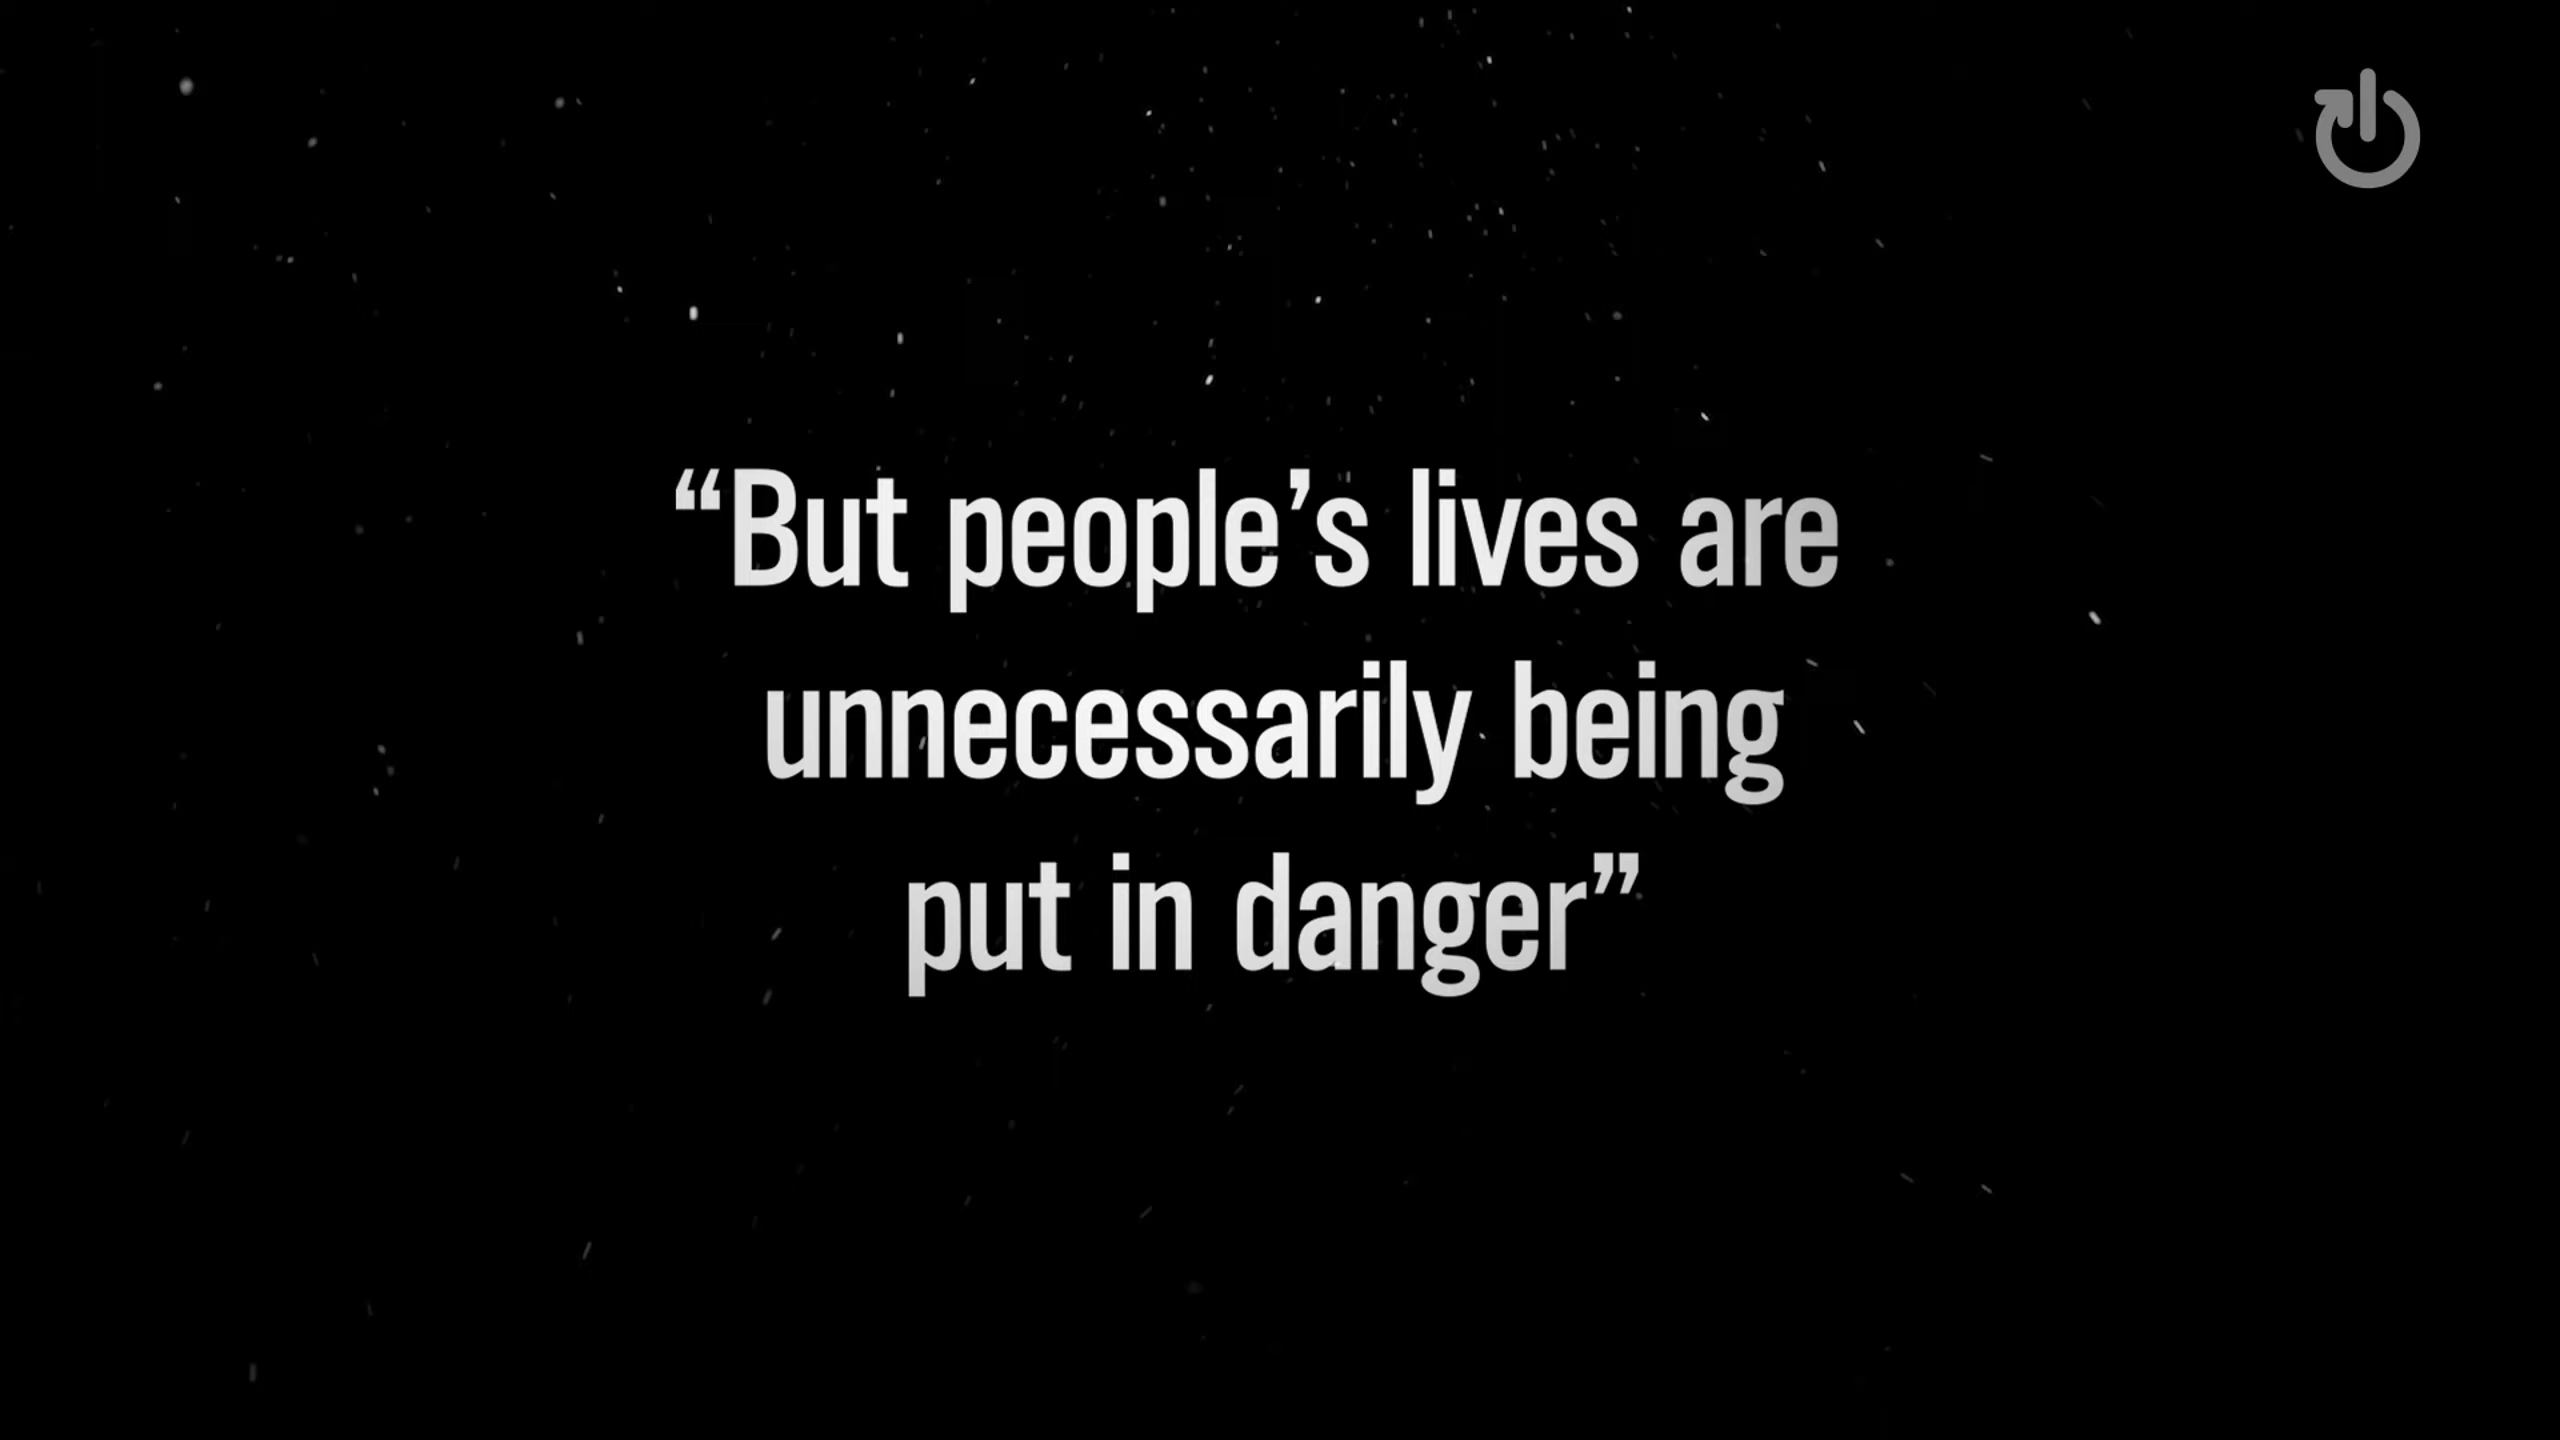 “But people’s lives are
unnecessarily being
put in danger”